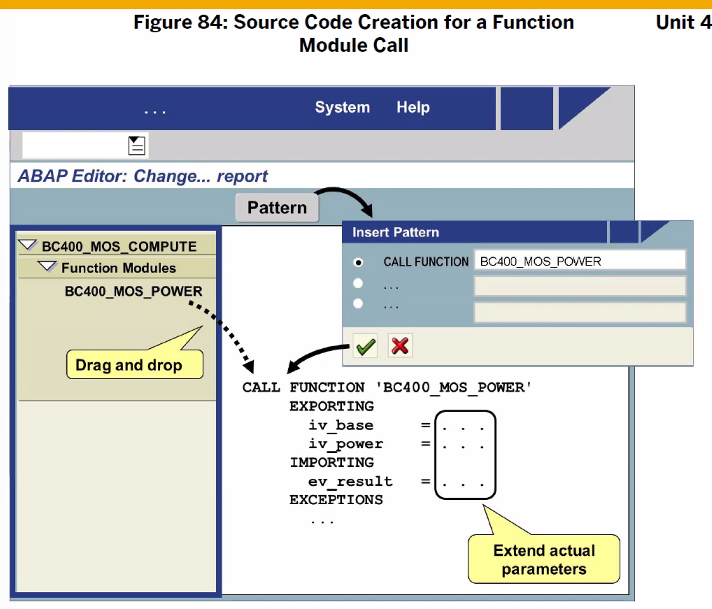 Figure 84: Source Code Creation for a Function
Module Call
Unit 4
...
System Help
ABAP Editor: Change... report
Pattern
Insert Pattern
CALL FUNCTION BC400_MOS_POWER
...
...
BC400_MOS_COMPUTE
Function Modules
BC400_MOS_POWER
Drag and drop
CALL FUNCTION 'BC400_MOS_POWER'
EXPORTING
iv_base = . . .
iv_power = . . .
IMPORTING
ev_result = . . .
EXCEPTIONS
...
Extend actual
parameters